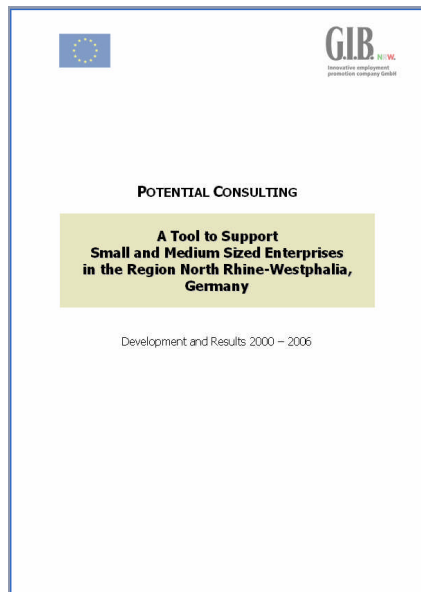 G.I.B. NRW.
Innovative employment
promotion company GmbH
POTENTIAL CONSULTING
A Tool to Support
Small and Medium Sized Enterprises
in the Region North Rhine-Westphalia,
Germany
Development and Results 2000 – 2006